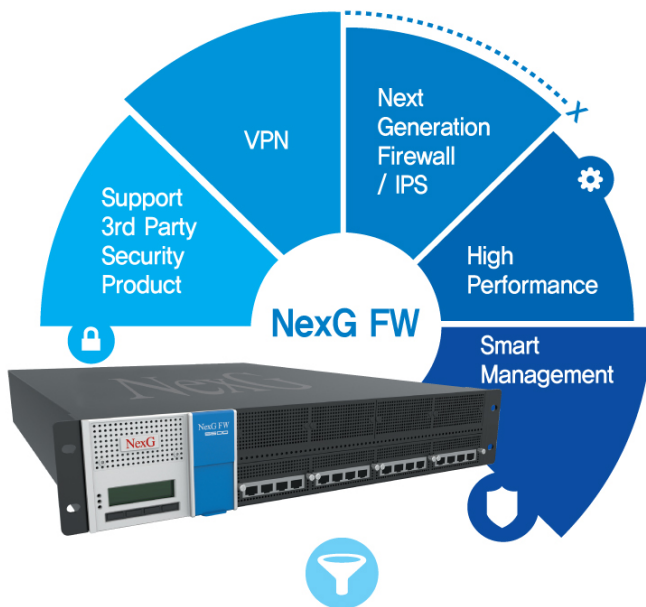 VPN
Next
Generation
Firewall
/ IPS
Support
3rd Party
Security
Product
High
Performance
NexG FW
Smart
Management
NexG
NexG FW
NexG